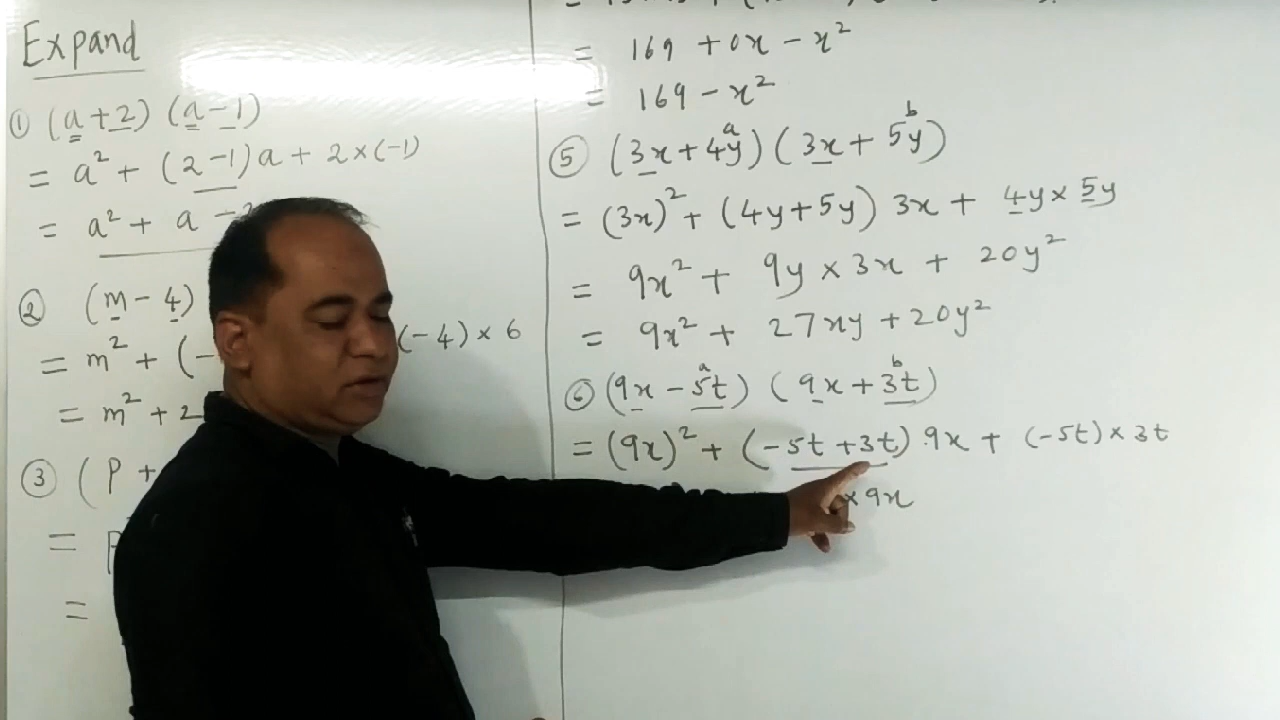 Expand
① (a+2) (a-1)
= a² + (2-1)a + 2×(-1)
= a² + a -
② (m - 4)
= m² + (- (-4)×6
= m² + 2
③ (P +
=
=
= 169 + 0x - x²
= 169 - x²
a b
⑤ (3x + 4y) (3x + 5y)
= (3x)² + (4y+5y) 3x + 4y × 5y
= 9x² + 9y × 3x + 20y²
= 9x² + 27xy + 20y²
a b
⑥ (9x - 5t) (9x + 3t)
= (9x)² + (-5t + 3t) 9x + (-5t) × 3t
× 9x